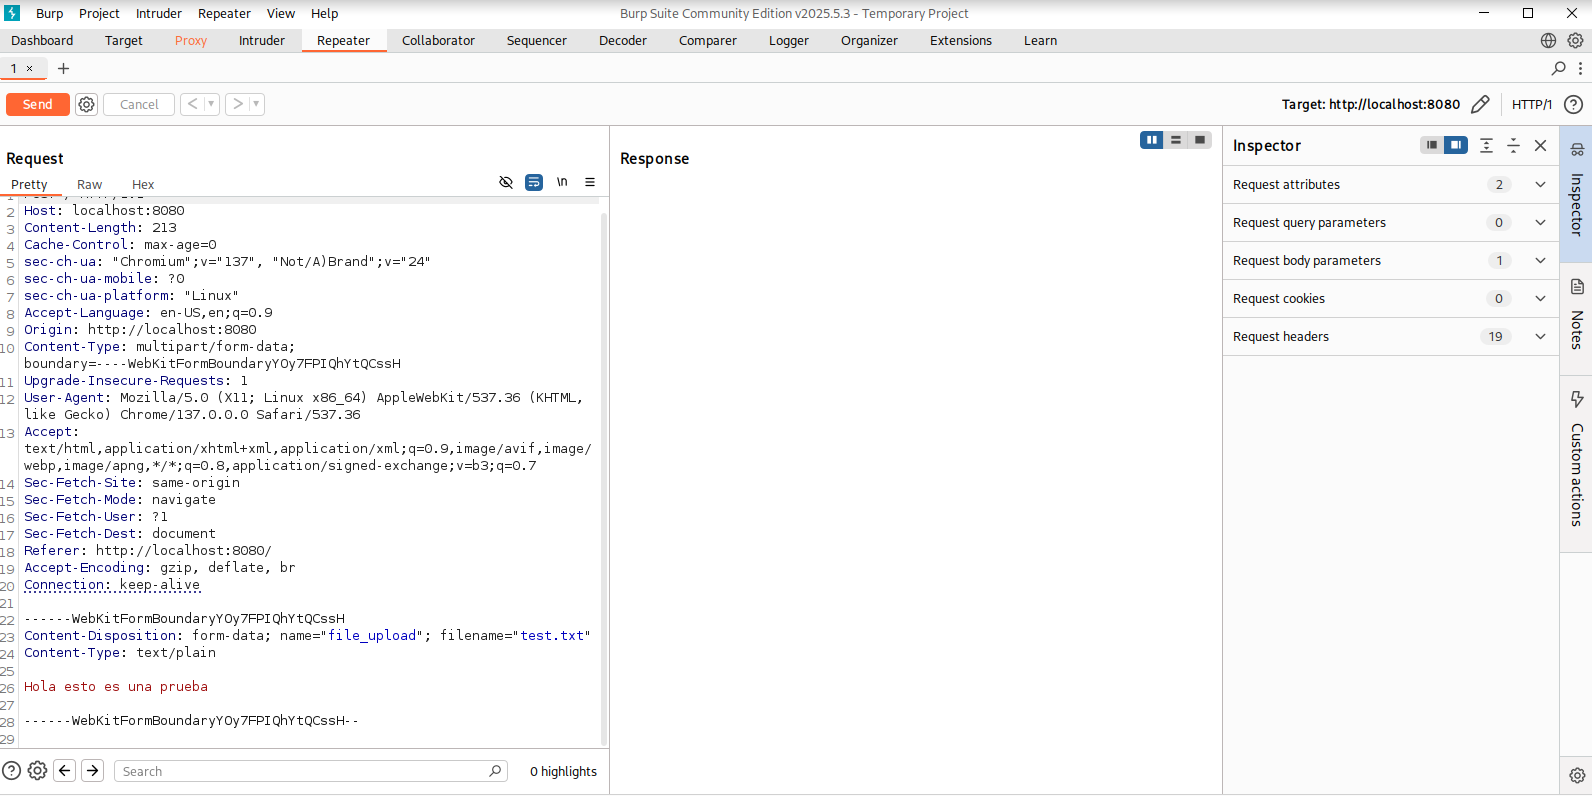 Burp Project Intruder Repeater View Help Burp Suite Community Edition v2025.5.3 - Temporary Project
Dashboard Target Proxy Intruder Repeater Collaborator Sequencer Decoder Comparer Logger Organizer Extensions Learn
1 × +
Send Cancel < > Target: http://localhost:8080 HTTP/1 ?
Request
Pretty Raw Hex \n
2 Host: localhost:8080
3 Content-Length: 213
4 Cache-Control: max-age=0
5 sec-ch-ua: "Chromium";v="137", "Not/A)Brand";v="24"
6 sec-ch-ua-mobile: ?0
7 sec-ch-ua-platform: "Linux"
8 Accept-Language: en-US,en;q=0.9
9 Origin: http://localhost:8080
10 Content-Type: multipart/form-data;
boundary=----WebKitFormBoundaryYOy7FPIQhYtQCssH
11 Upgrade-Insecure-Requests: 1
12 User-Agent: Mozilla/5.0 (X11; Linux x86_64) AppleWebKit/537.36 (KHTML,
like Gecko) Chrome/137.0.0.0 Safari/537.36
13 Accept:
text/html,application/xhtml+xml,application/xml;q=0.9,image/avif,image/
webp,image/apng,*/*;q=0.8,application/signed-exchange;v=b3;q=0.7
14 Sec-Fetch-Site: same-origin
15 Sec-Fetch-Mode: navigate
16 Sec-Fetch-User: ?1
17 Sec-Fetch-Dest: document
18 Referer: http://localhost:8080/
19 Accept-Encoding: gzip, deflate, br
20 Connection: keep-alive
21
22 ------WebKitFormBoundaryYOy7FPIQhYtQCssH
23 Content-Disposition: form-data; name="file_upload"; filename="test.txt"
24 Content-Type: text/plain
25
26 Hola esto es una prueba
27
28 ------WebKitFormBoundaryYOy7FPIQhYtQCssH--
29
? Search 0 highlights
Response
Inspector
Request attributes 2
Request query parameters 0
Request body parameters 1
Request cookies 0
Request headers 19
Inspector
Notes
Custom actions